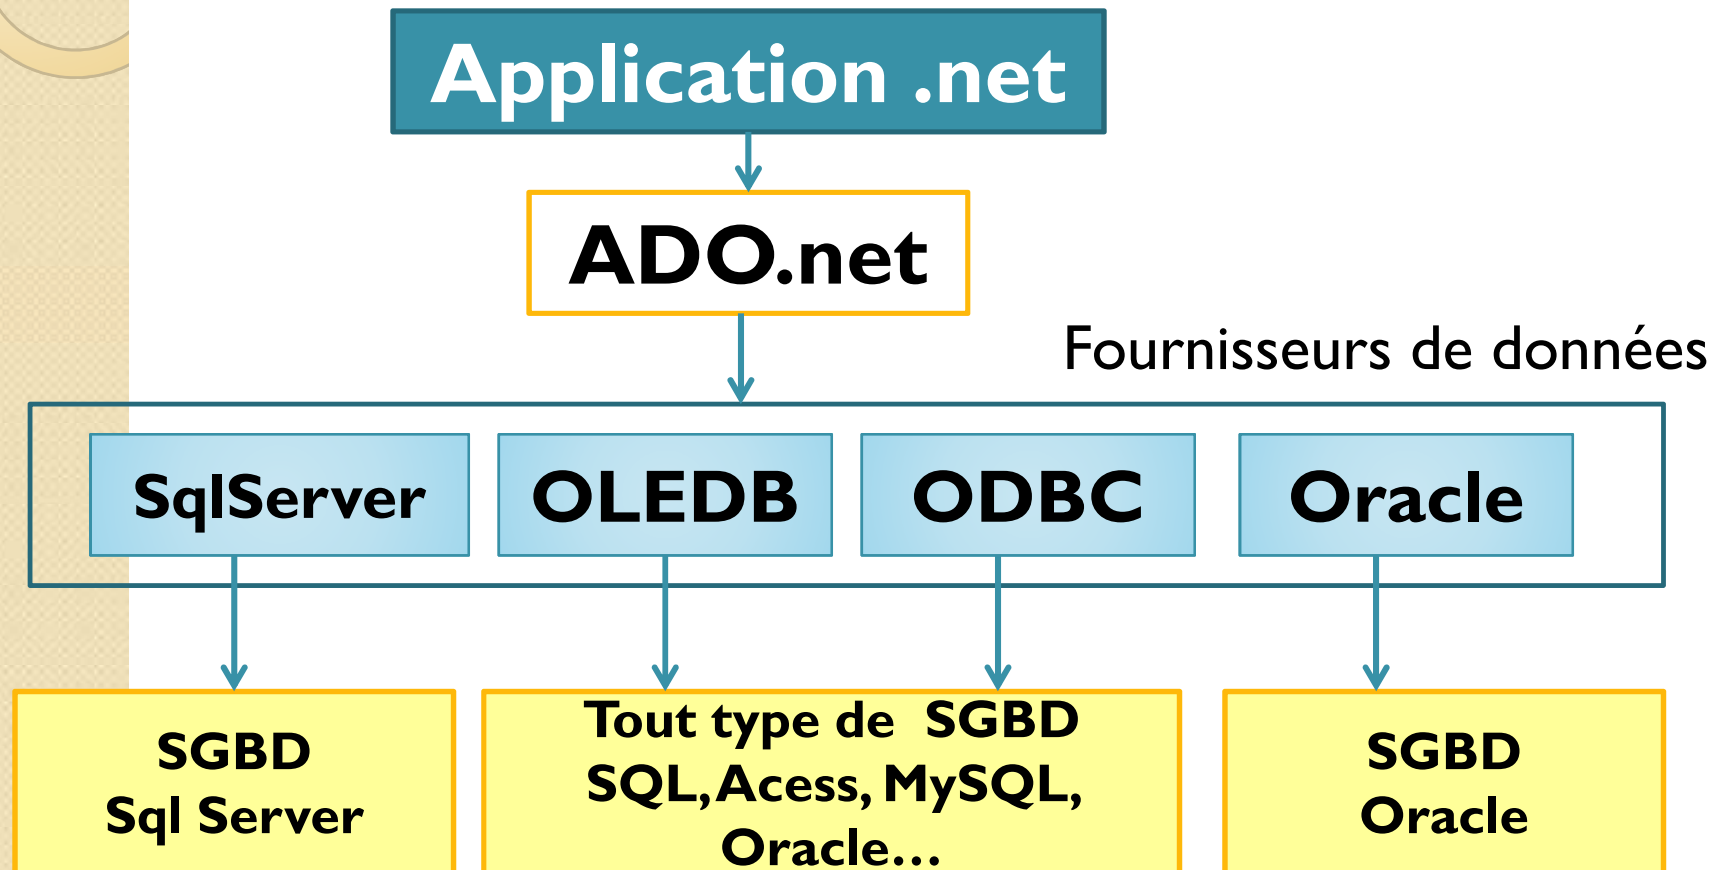 Application .net
ADO.net
Fournisseurs de données
SqlServer
OLEDB
ODBC
Oracle
SGBD
Sql Server
Tout type de SGBD
SQL, Acess, MySQL,
Oracle...
SGBD
Oracle